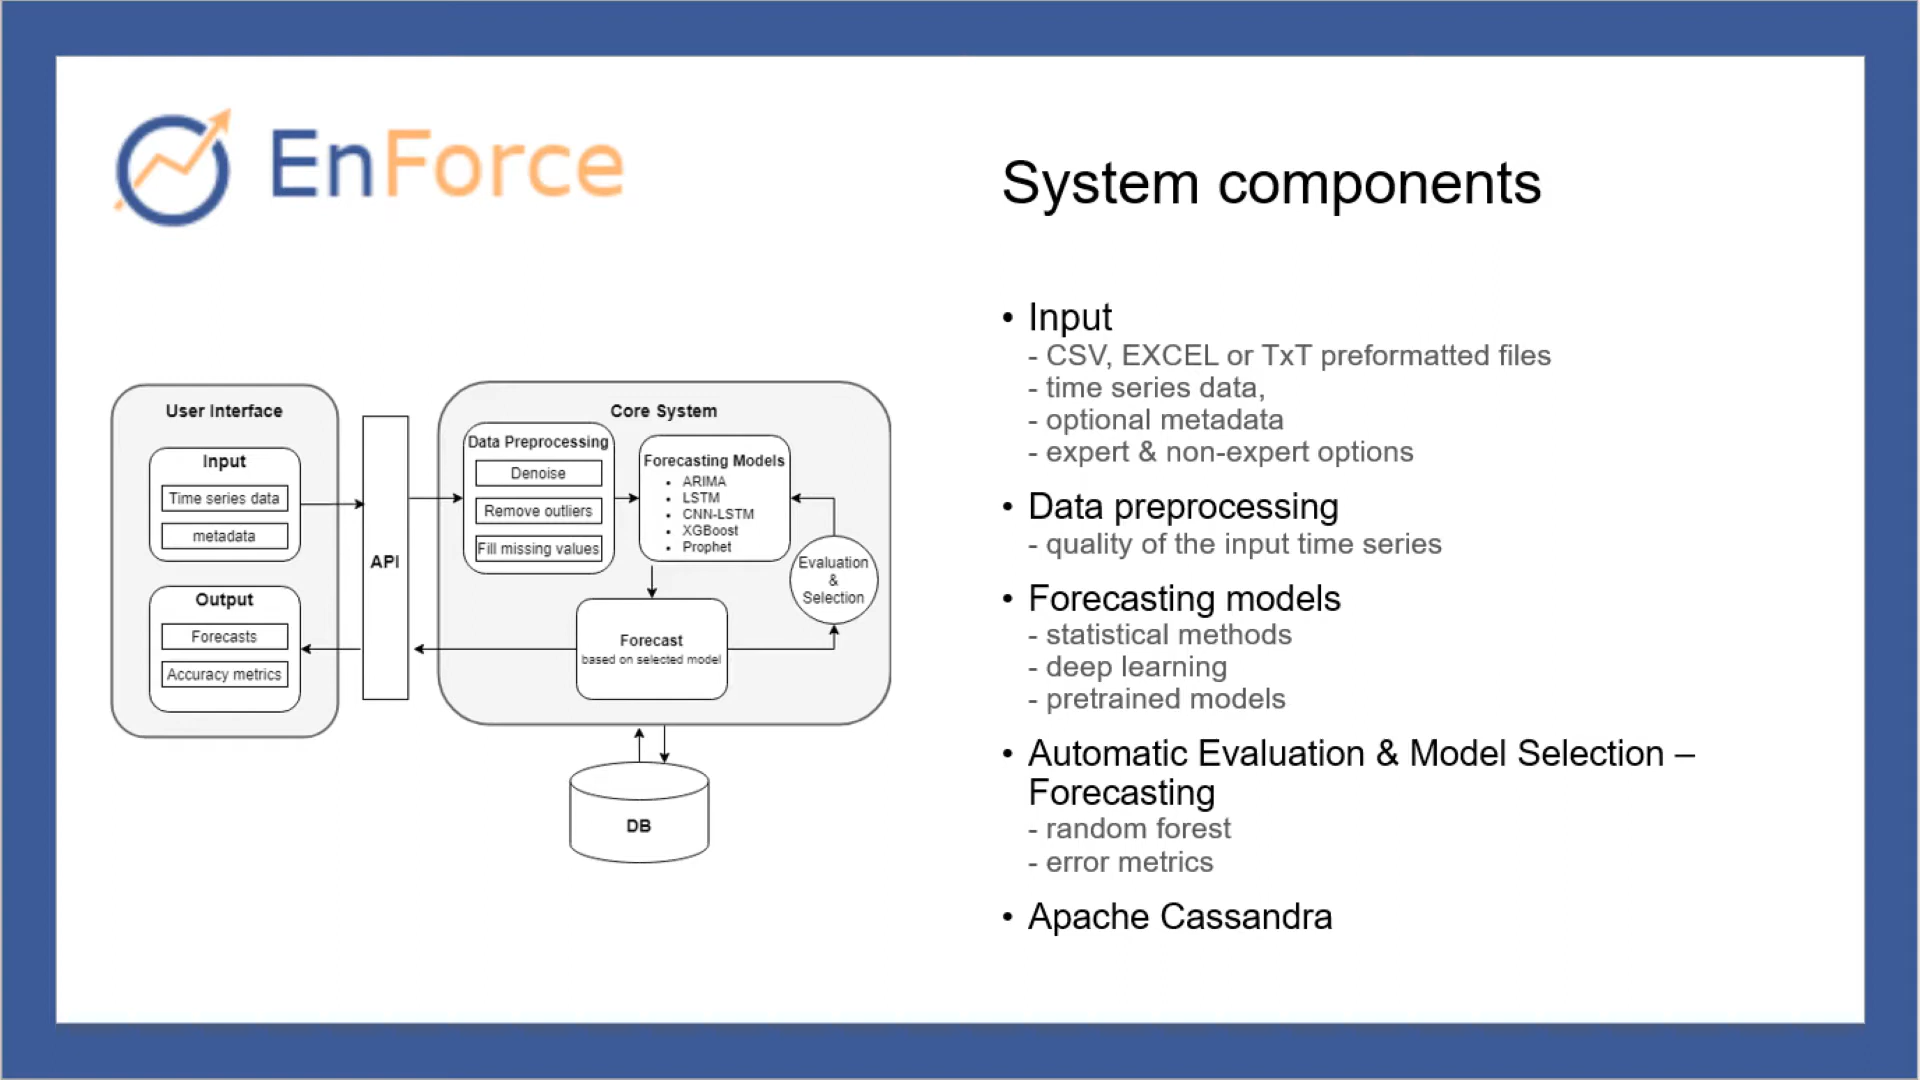 EnForce
System components
User Interface
Input
Time series data
metadata
Output
Forecasts
Accuracy metrics
API
Core System
Data Preprocessing
Denoise
Remove outliers
Fill missing values
Forecasting Models
• ARIMA
• LSTM
• CNN-LSTM
• XGBoost
• Prophet
Evaluation
&
Selection
Forecast
based on selected model
DB
• Input
- CSV, EXCEL or TxT preformatted files
- time series data,
- optional metadata
- expert & non-expert options
• Data preprocessing
- quality of the input time series
• Forecasting models
- statistical methods
- deep learning
- pretrained models
• Automatic Evaluation & Model Selection –
Forecasting
- random forest
- error metrics
• Apache Cassandra